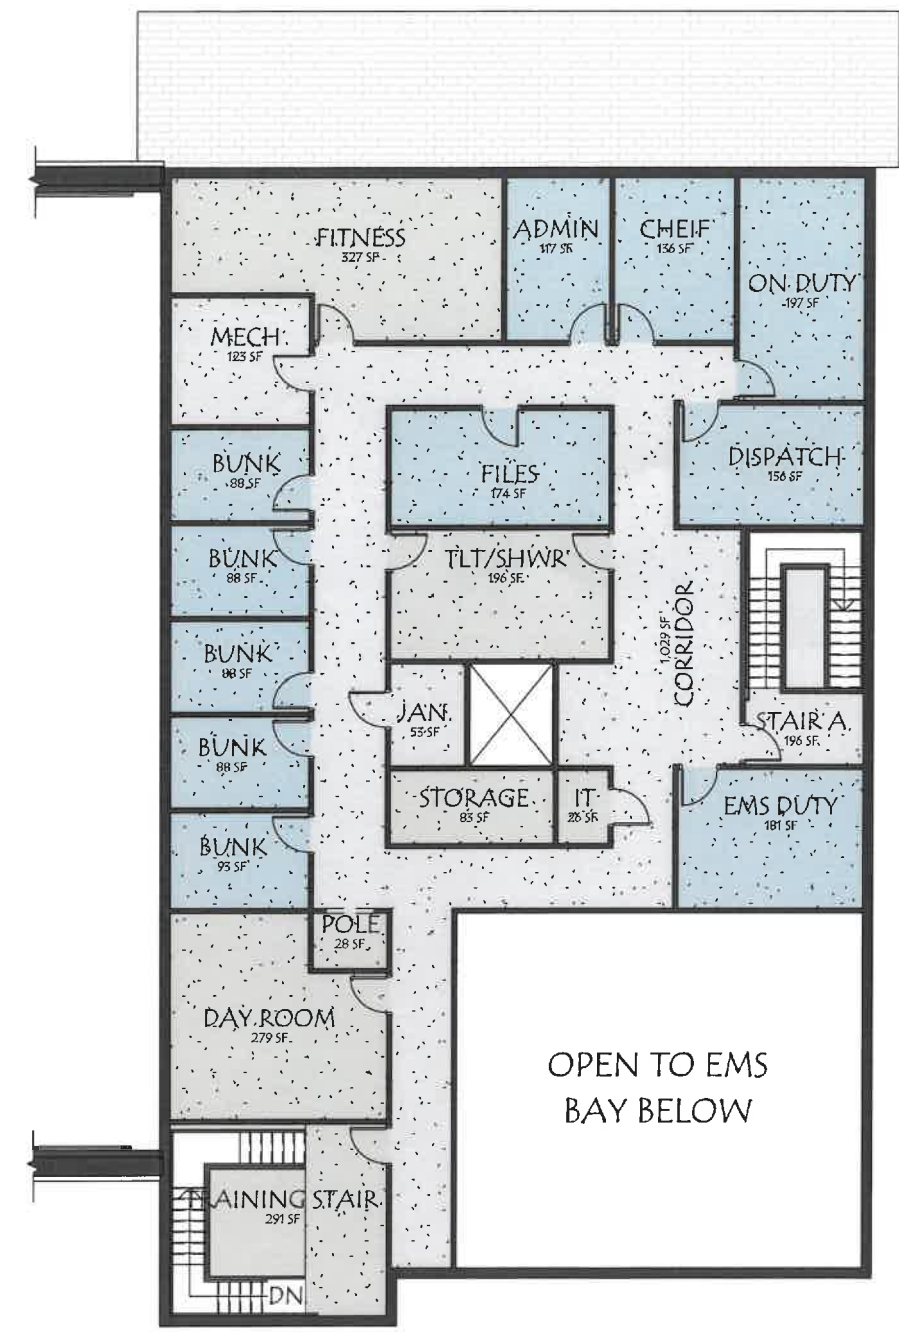 FITNESS
327 SF
ADMIN
117 SF
CHEIF
136 SF
ON DUTY
197 SF
MECH
123 SF
BUNK
88 SF
FILES
174 SF
DISPATCH
156 SF
BUNK
88 SF
TLT/SHWR
196 SF
BUNK
88 SF
CORRIDOR
1,029 SF
JAN
53 SF
STAIR A
196 SF
BUNK
88 SF
STORAGE
83 SF
IT
26 SF
EMS DUTY
181 SF
BUNK
93 SF
POLE
28 SF
DAY ROOM
279 SF
OPEN TO EMS
BAY BELOW
AINING STAIR
291 SF
DN